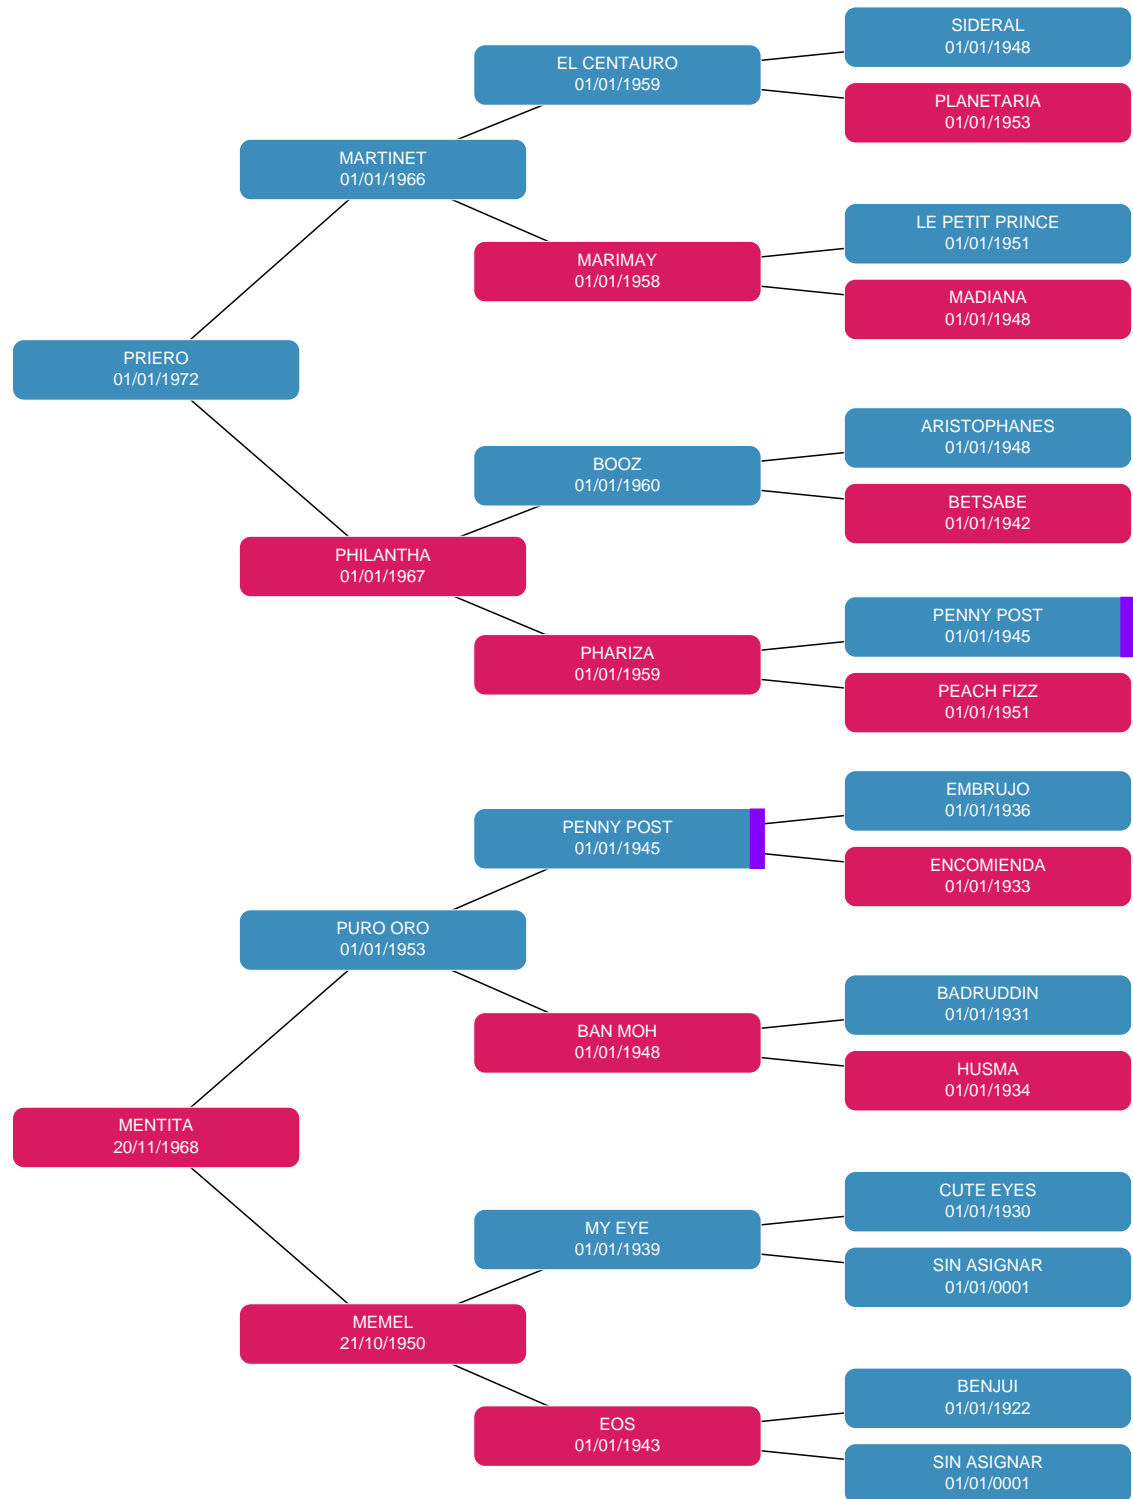 SIDERAL
01/01/1948
EL CENTAURO
01/01/1959
PLANETARIA
01/01/1953
MARTINET
01/01/1966
LE PETIT PRINCE
01/01/1951
MARIMAY
01/01/1958
MADIANA
01/01/1948
PRIERO
01/01/1972
ARISTOPHANES
01/01/1948
BOOZ
01/01/1960
BETSABE
01/01/1942
PHILANTHA
01/01/1967
PENNY POST
01/01/1945
PHARIZA
01/01/1959
PEACH FIZZ
01/01/1951
EMBRUJO
01/01/1936
PENNY POST
01/01/1945
ENCOMIENDA
01/01/1933
PURO ORO
01/01/1953
BADRUDDIN
01/01/1931
BAN MOH
01/01/1948
HUSMA
01/01/1934
MENTITA
20/11/1968
CUTE EYES
01/01/1930
MY EYE
01/01/1939
SIN ASIGNAR
01/01/0001
MEMEL
21/10/1950
BENJUI
01/01/1922
EOS
01/01/1943
SIN ASIGNAR
01/01/0001